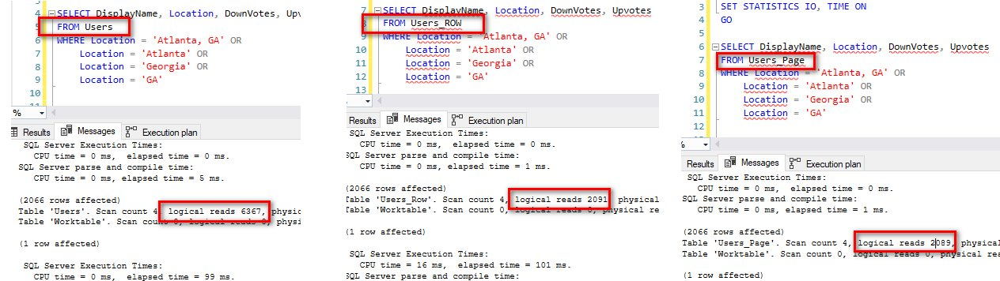 4 SELECT DisplayName, Location, DownVotes, Upvotes
5 FROM Users
6 WHERE Location = 'Atlanta, GA' OR
7 Location = 'Atlanta' OR
8 Location = 'Georgia' OR
9 Location = 'GA'
10
11
%
Results Messages Execution plan
SQL Server Execution Times:
CPU time = 0 ms, elapsed time = 0 ms.
SQL Server parse and compile time:
CPU time = 0 ms, elapsed time = 5 ms.
(2066 rows affected)
Table 'Users'. Scan count 4, logical reads 6367, physical
Table 'Worktable'. Scan count 0, logical reads 0, physical
(1 row affected)
SQL Server Execution Times:
CPU time = 0 ms, elapsed time = 99 ms.
7 SELECT DisplayName, Location, DownVotes, Upvotes
8 FROM Users_ROW
9 WHERE Location = 'Atlanta, GA' OR
10 Location = 'Atlanta' OR
11 Location = 'Georgia' OR
12 Location = 'GA'
13
%
Results Messages Execution plan
SQL Server Execution Times:
CPU time = 0 ms, elapsed time = 0 ms.
SQL Server parse and compile time:
CPU time = 0 ms, elapsed time = 1 ms.
(2066 rows affected)
Table 'Users_Row'. Scan count 4, logical reads 2091, physical
Table 'Worktable'. Scan count 0, logical reads 0, physical re
(1 row affected)
SQL Server Execution Times:
CPU time = 16 ms, elapsed time = 101 ms.
SQL Server parse and compile time:
3 SET STATISTICS IO, TIME ON
4 GO
5
6 SELECT DisplayName, Location, DownVotes, Upvotes
7 FROM Users_Page
8 WHERE Location = 'Atlanta, GA' OR
9 Location = 'Atlanta' OR
10 Location = 'Georgia' OR
11 Location = 'GA'
12
%
Results Messages Execution plan
CPU time = 0 ms, elapsed time = 0 ms.
SQL Server parse and compile time:
CPU time = 0 ms, elapsed time = 1 ms.
(2066 rows affected)
Table 'Users_Page'. Scan count 4, logical reads 2089, physical
Table 'Worktable'. Scan count 0, logical reads 0, physical rea
(1 row affected)